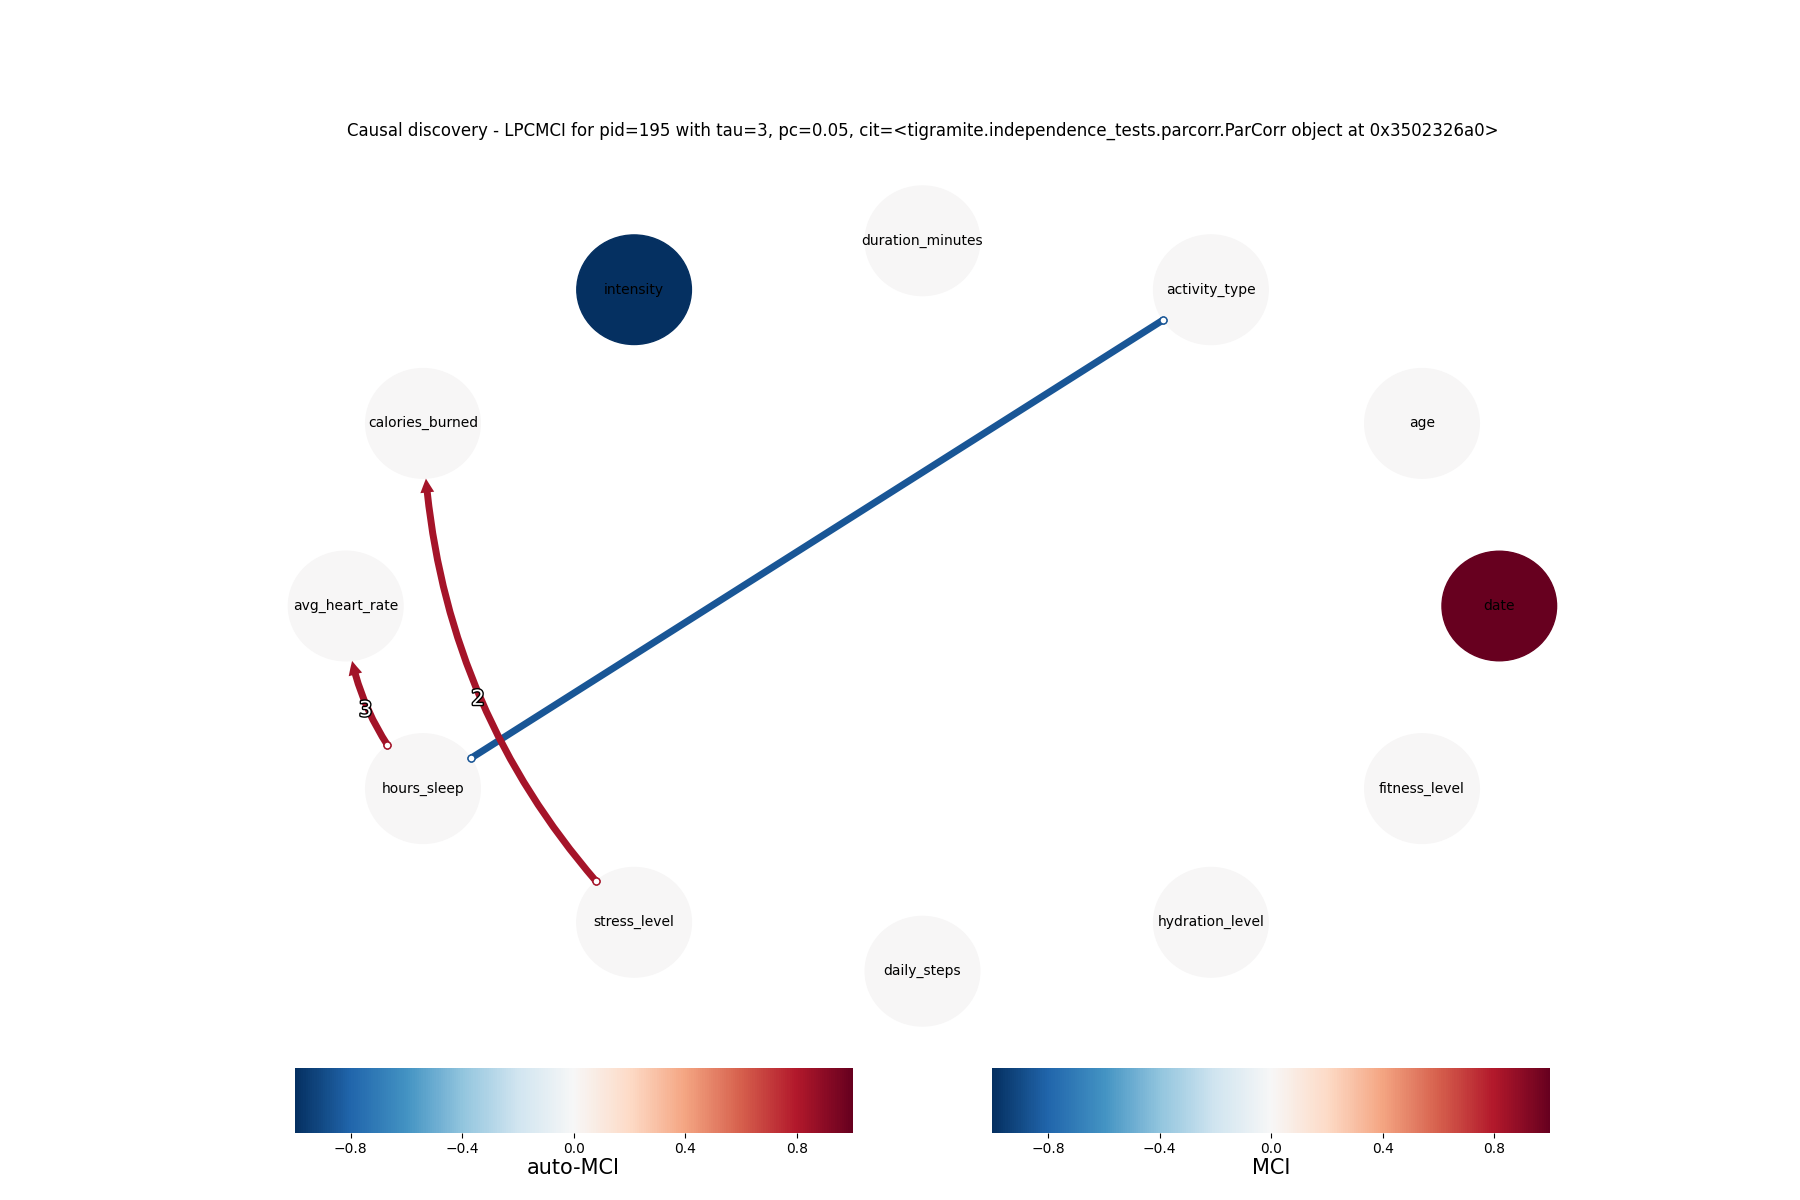 Causal discovery - LPCMCI for pid=195 with tau=3, pc=0.05, cit=<tigramite.independence_tests.parcorr.ParCorr object at 0x3502326a0>
duration_minutes
intensity
activity_type
calories_burned
age
avg_heart_rate
date
2
3
hours_sleep
fitness_level
stress_level
hydration_level
daily_steps
−0.8 −0.4 0.0 0.4 0.8
auto-MCI
−0.8 −0.4 0.0 0.4 0.8
MCI